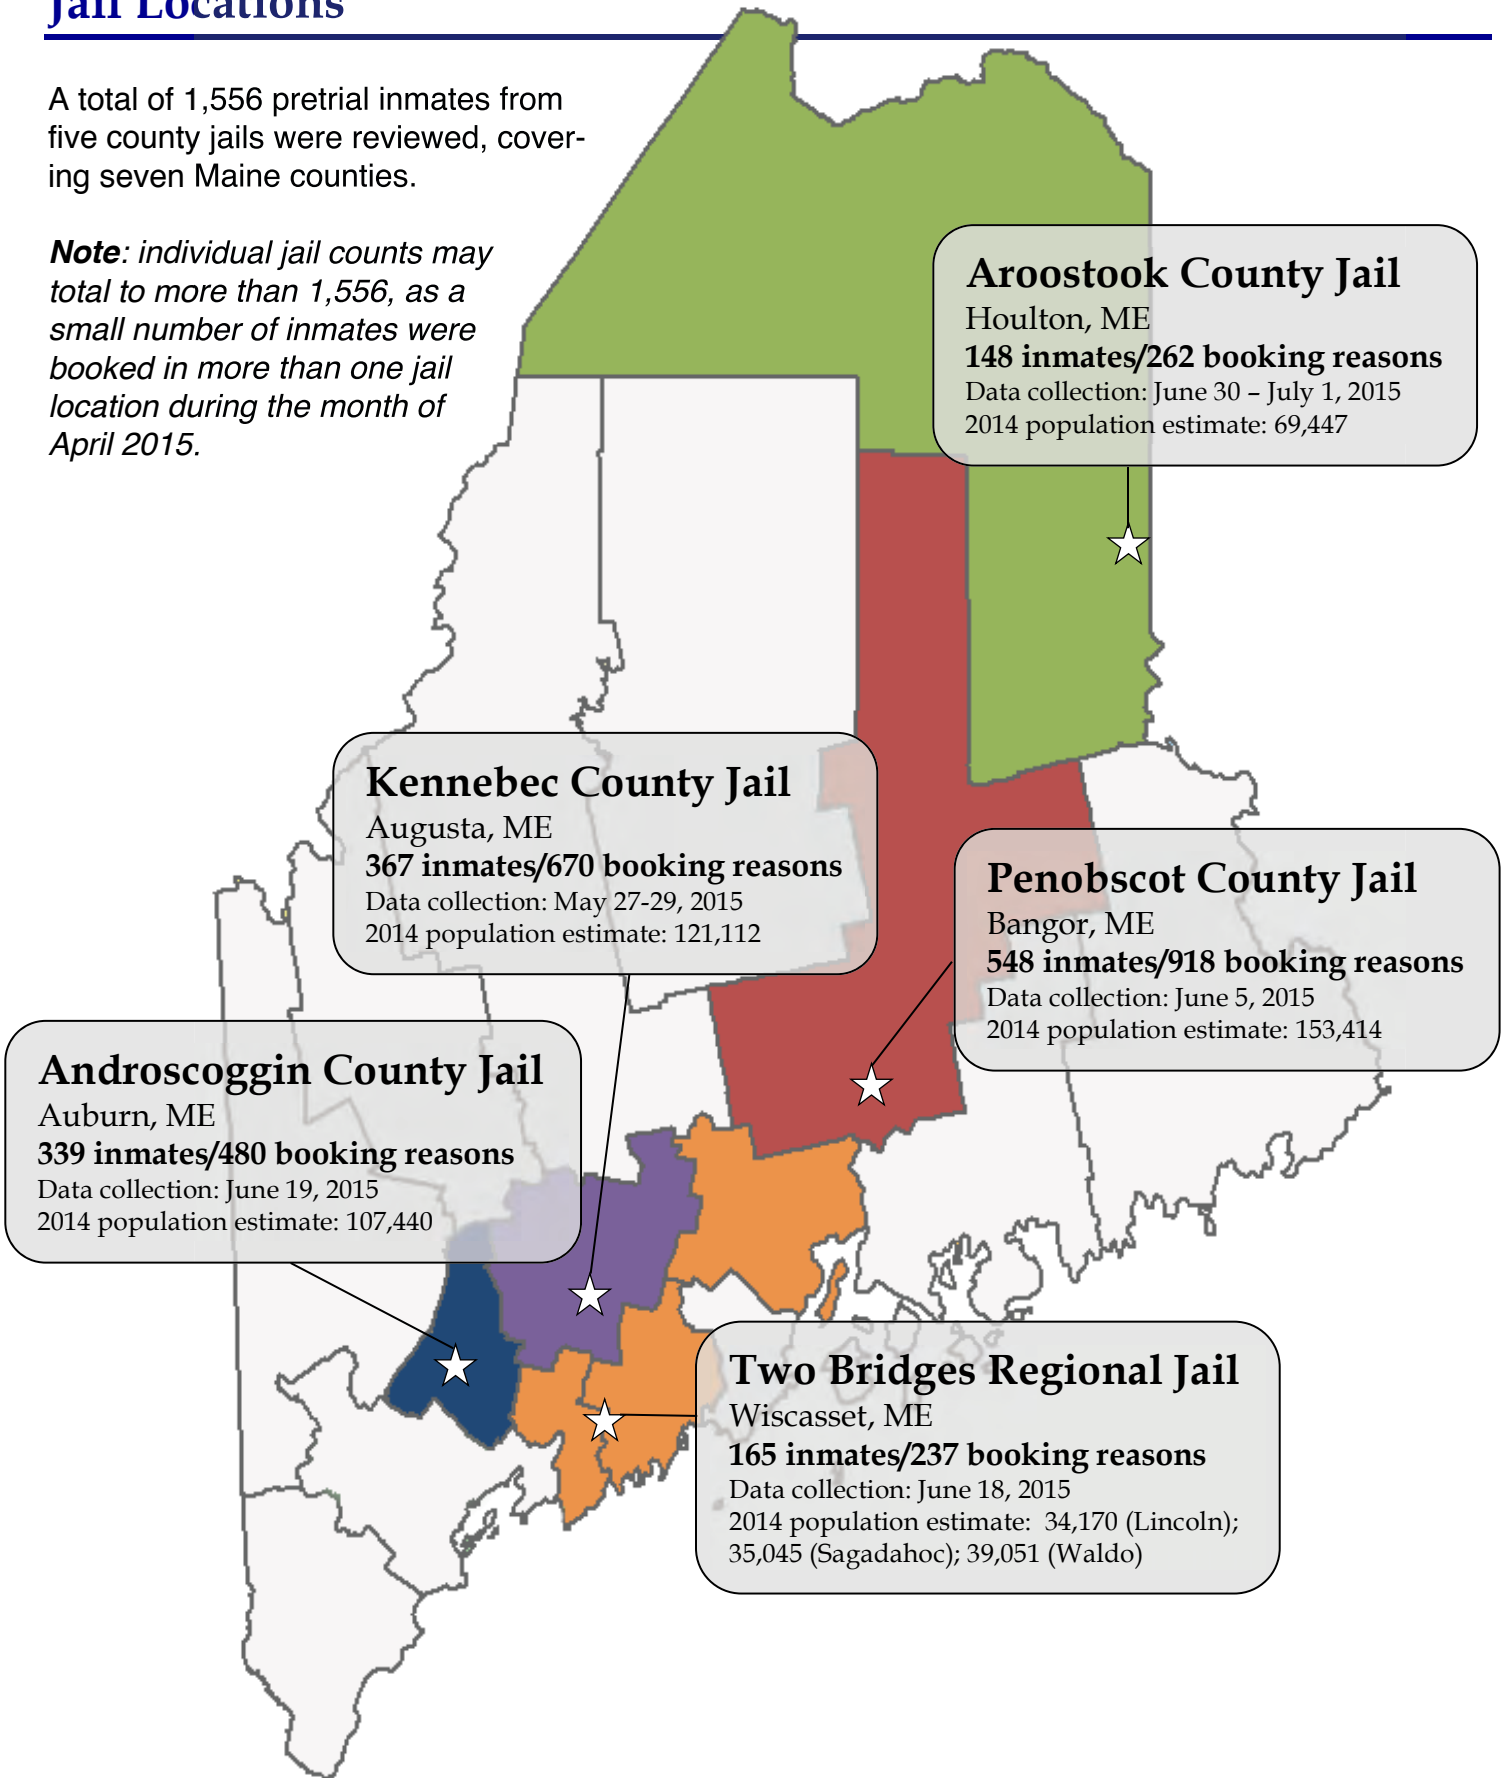 Jail Locations
A total of 1,556 pretrial inmates from
five county jails were reviewed, cover-
ing seven Maine counties.
Note: individual jail counts may
total to more than 1,556, as a
small number of inmates were
booked in more than one jail
location during the month of
April 2015.
Aroostook County Jail
Houlton, ME
148 inmates/262 booking reasons
Data collection: June 30 – July 1, 2015
2014 population estimate: 69,447
Kennebec County Jail
Augusta, ME
367 inmates/670 booking reasons
Data collection: May 27-29, 2015
2014 population estimate: 121,112
Penobscot County Jail
Bangor, ME
548 inmates/918 booking reasons
Data collection: June 5, 2015
2014 population estimate: 153,414
Androscoggin County Jail
Auburn, ME
339 inmates/480 booking reasons
Data collection: June 19, 2015
2014 population estimate: 107,440
Two Bridges Regional Jail
Wiscasset, ME
165 inmates/237 booking reasons
Data collection: June 18, 2015
2014 population estimate:  34,170 (Lincoln);
35,045 (Sagadahoc); 39,051 (Waldo)